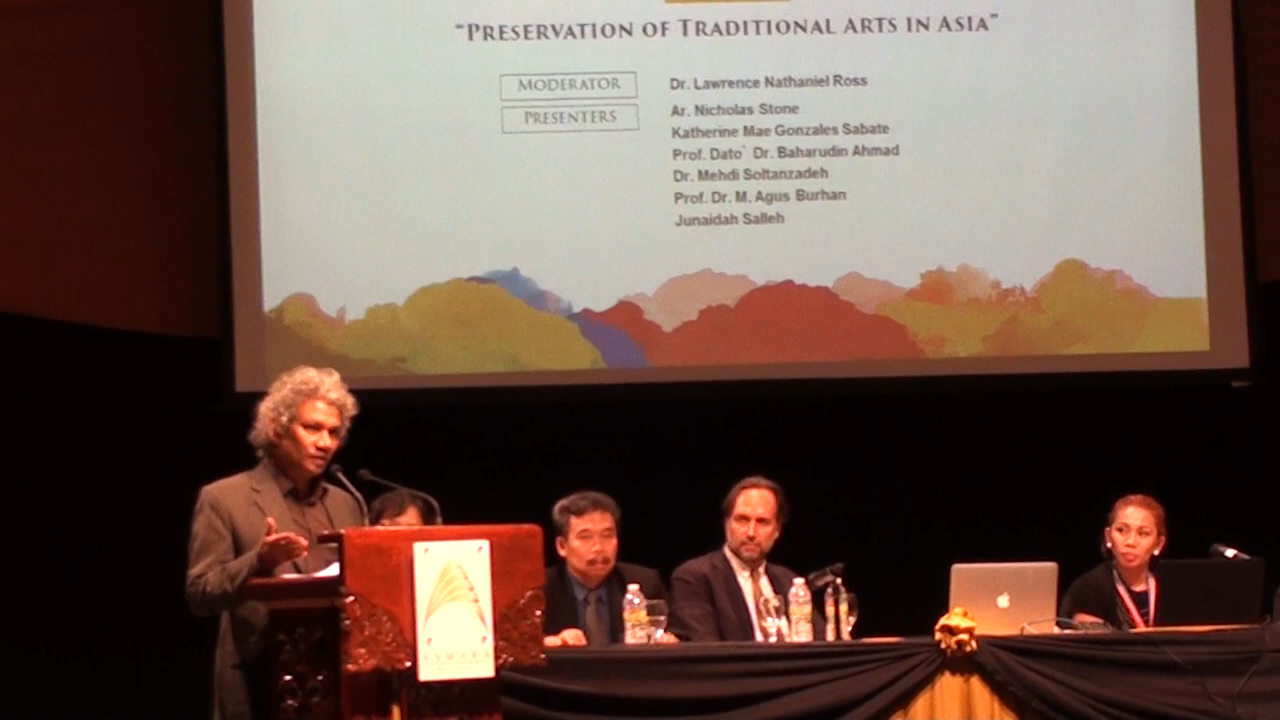 “PRESERVATION OF TRADITIONAL ARTS IN ASIA”
MODERATOR
Dr. Lawrence Nathaniel Ross
PRESENTERS
Ar. Nicholas Stone
Katherine Mae Gonzales Sabate
Prof. Dato` Dr. Baharudin Ahmad
Dr. Mehdi Soltanzadeh
Prof. Dr. M. Agus Burhan
Junaidah Salleh
ASWARA